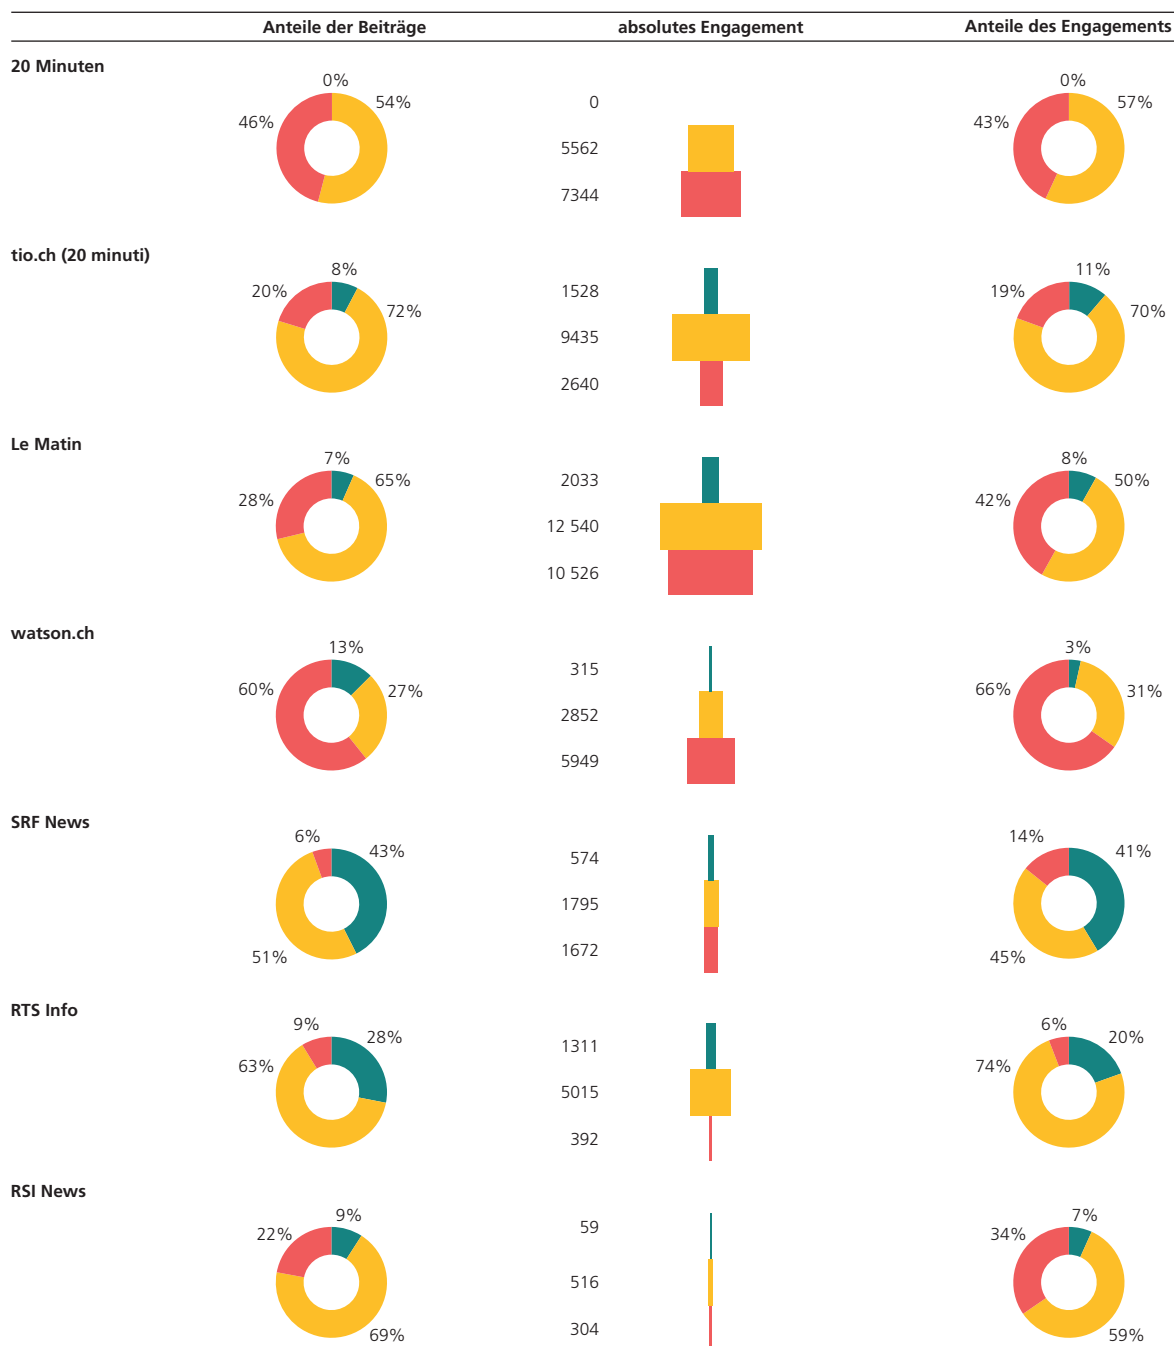 Anteile der Beiträge absolutes Engagement Anteile des Engagements
20 Minuten
0% 0%
54% 0 57%
46% 43%
5562
7344
tio.ch (20 minuti)
8% 11%
20% 1528 19%
72% 70%
9435
2640
Le Matin
7% 8%
65% 2033 50%
28% 42%
12 540
10 526
watson.ch
13% 3%
60% 27% 315 66% 31%
2852
5949
SRF News
6% 14%
43% 574 41%
1795
51% 1672 45%
RTS Info
9% 6%
28% 1311 20%
63% 74%
5015
392
RSI News
9% 7%
22% 59 34%
516
304
69% 59%